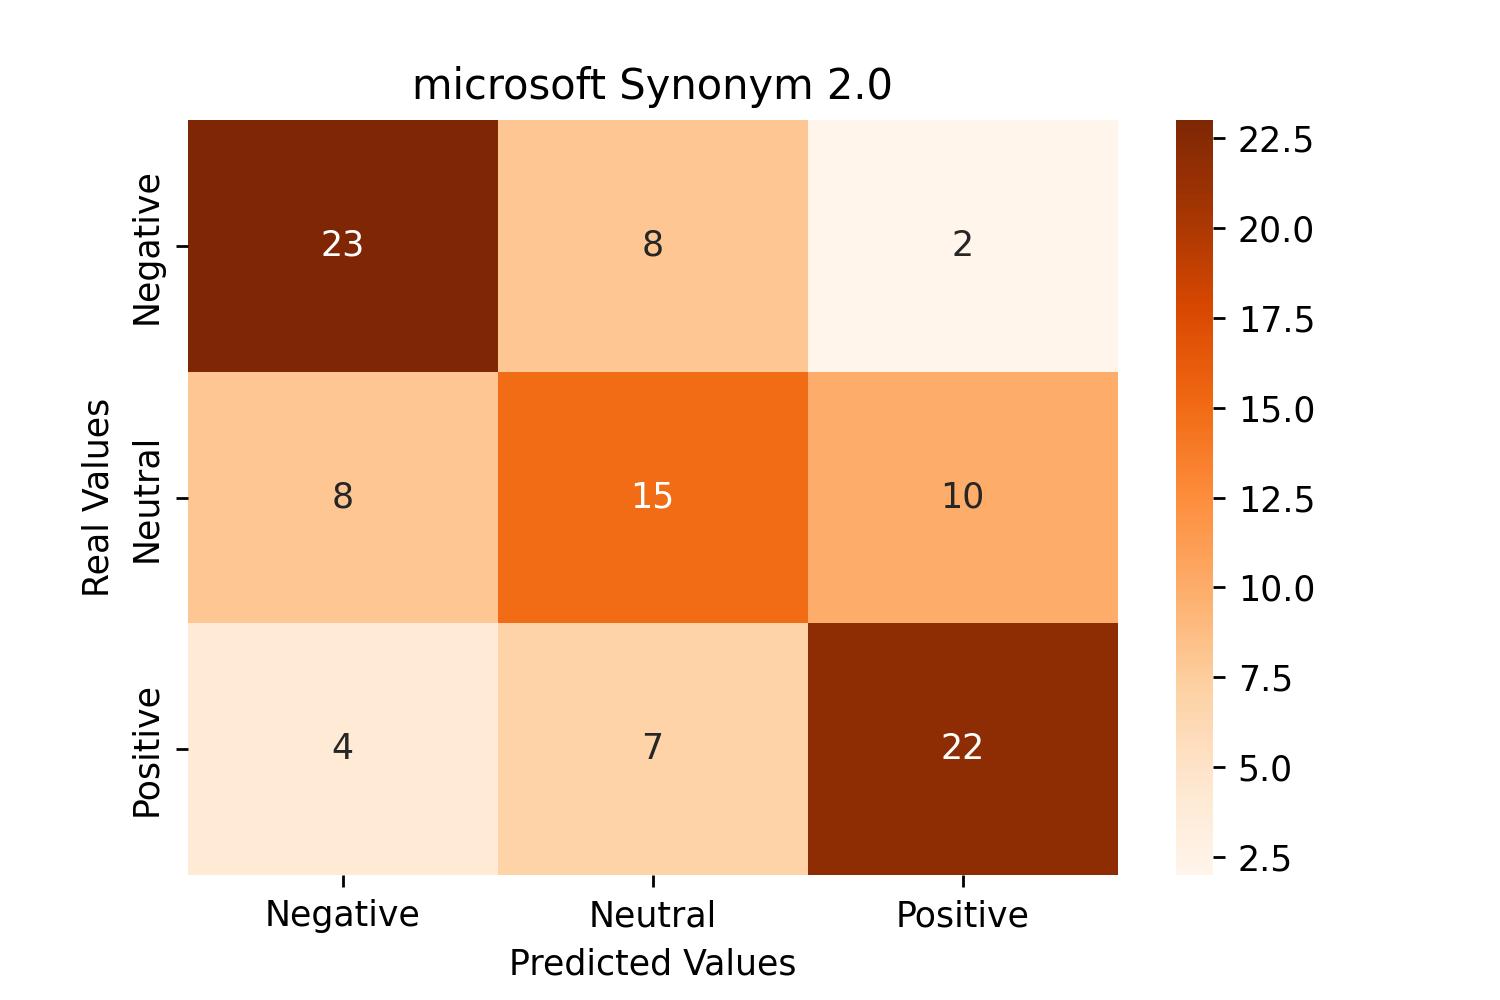 microsoft Synonym 2.0
Real Values
Negative
23 8 2
Neutral
8 15 10
Positive
4 7 22
Negative Neutral Positive
Predicted Values
22.5
20.0
17.5
15.0
12.5
10.0
7.5
5.0
2.5